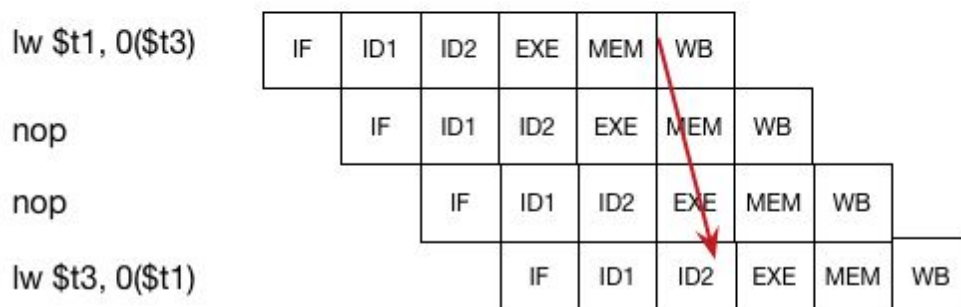 lw $t1, 0($t3) IF ID1 ID2 EXE MEM WB
nop IF ID1 ID2 EXE MEM WB
nop IF ID1 ID2 EXE MEM WB
lw $t3, 0($t1) IF ID1 ID2 EXE MEM WB